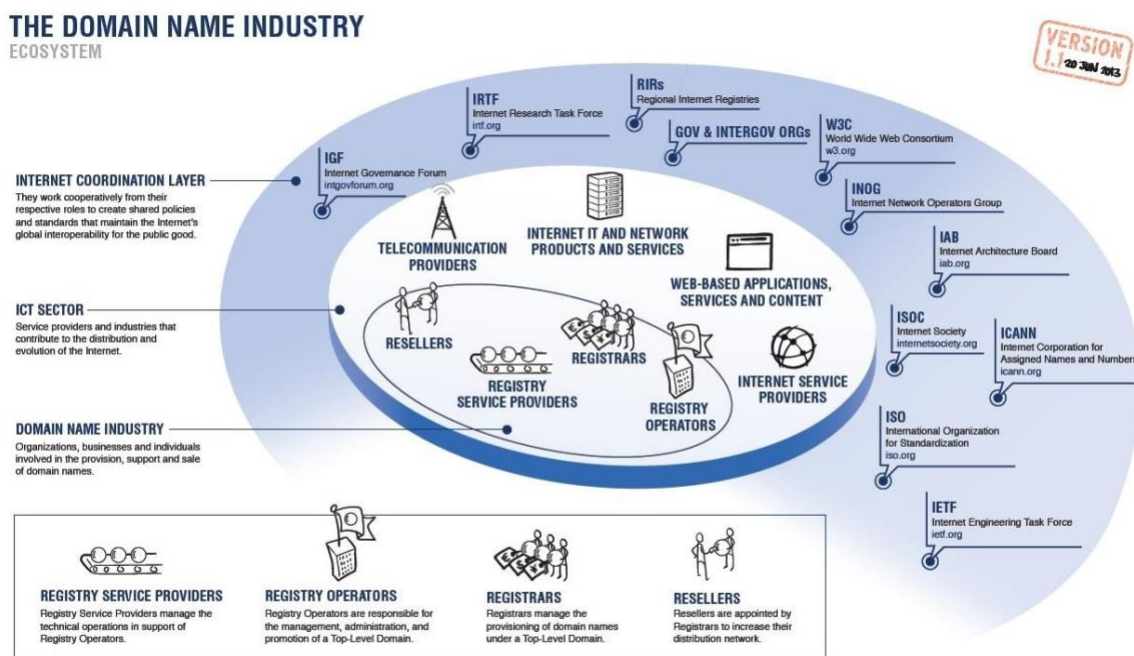 THE DOMAIN NAME INDUSTRY
ECOSYSTEM
VERSION
1.1 20 JUN 2013
IRTF
Internet Research Task Force
irtf.org
RIRs
Regional Internet Registries
GOV & INTERGOV ORGs
W3C
World Wide Web Consortium
w3.org
IGF
Internet Governance Forum
intgovforum.org
INOG
Internet Network Operators Group
IAB
Internet Architecture Board
iab.org
ISOC
Internet Society
internetsociety.org
ICANN
Internet Corporation for
Assigned Names and Number
icann.org
ISO
International Organization
for Standardization
iso.org
IETF
Internet Engineering Task Force
ietf.org
INTERNET COORDINATION LAYER
They work cooperatively from their
respective roles to create shared policies
and standards that maintain the Internet's
global interoperability for the public good.
ICT SECTOR
Service providers and industries that
contribute to the distribution and
evolution of the Internet.
DOMAIN NAME INDUSTRY
Organizations, businesses and individuals
involved in the provision, support and sale
of domain names.
TELECOMMUNICATION
PROVIDERS
INTERNET IT AND NETWORK
PRODUCTS AND SERVICES
WEB-BASED APPLICATIONS,
SERVICES AND CONTENT
RESELLERS
REGISTRARS
REGISTRY
SERVICE PROVIDERS
REGISTRY
OPERATORS
INTERNET SERVICE
PROVIDERS
REGISTRY SERVICE PROVIDERS
Registry Service Providers manage the
technical operations in support of
Registry Operators.
REGISTRY OPERATORS
Registry Operators are responsible for
the management, administration, and
promotion of a Top-Level Domain.
REGISTRARS
Registrars manage the
provisioning of domain names
under a Top-Level Domain.
RESELLERS
Resellers are appointed by
Registrars to increase their
distribution network.